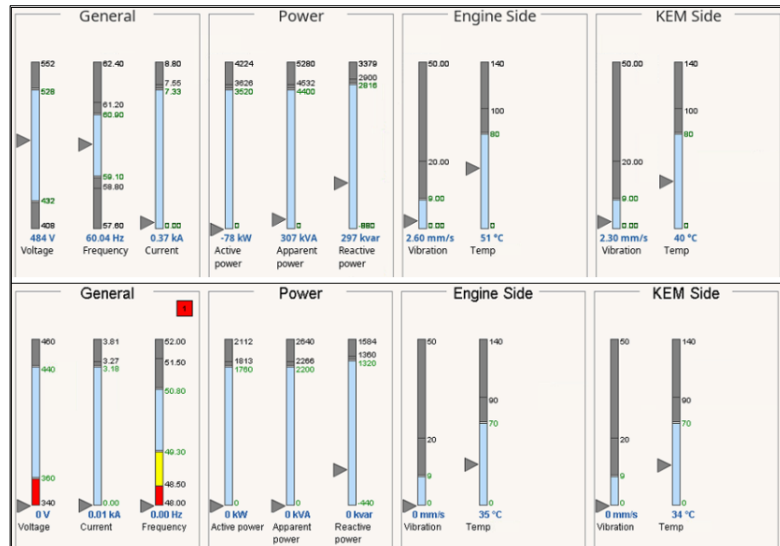 General
552
528
432
408
484 V
Voltage
62.40
61.20
60.90
59.10
58.80
57.60
60.04 Hz
Frequency
8.80
7.55
7.33
0.00
0.37 kA
Current
Power
4224
3626
3520
0
-78 kW
Active
power
5280
4532
4400
0
307 kVA
Apparent
power
3379
2900
2816
-880
297 kvar
Reactive
power
Engine Side
50.00
20.00
9.00
0.00
2.60 mm/s
Vibration
140
100
80
0
51 °C
Temp
KEM Side
50.00
20.00
9.00
0.00
2.30 mm/s
Vibration
140
100
80
0
40 °C
Temp
General
1
460
440
360
340
0 V
Voltage
3.81
3.27
3.18
0.00
0.01 kA
Current
52.00
51.50
50.80
49.30
48.50
48.00
0.00 Hz
Frequency
Power
2112
1813
1760
0
0 kW
Active power
2640
2266
2200
0
0 kVA
Apparent
power
1584
1360
1320
-440
0 kvar
Reactive
power
Engine Side
50
20
9
0
0 mm/s
Vibration
140
90
70
0
35 °C
Temp
KEM Side
50
20
9
0
0 mm/s
Vibration
140
90
70
0
34 °C
Temp